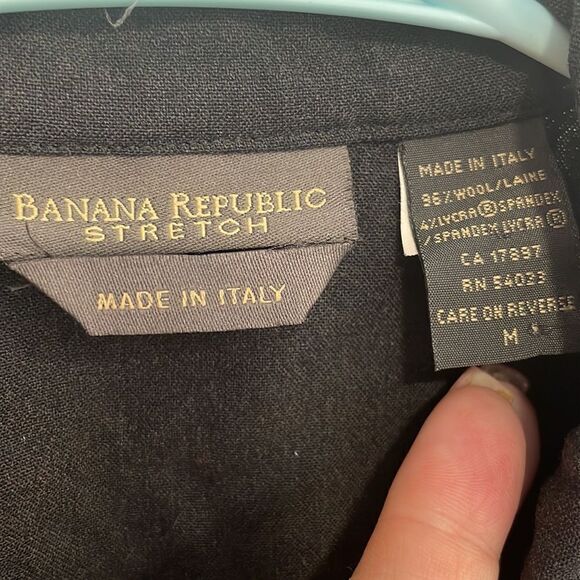 BANANA REPUBLIC
STRETCH
MADE IN ITALY
MADE IN ITALY
96% WOOL/LAINE
4% LYCRA ® SPANDEX
/SPANDEX LYCRA ®
CA 17897
RN 54023
CARE ON REVERSE
M